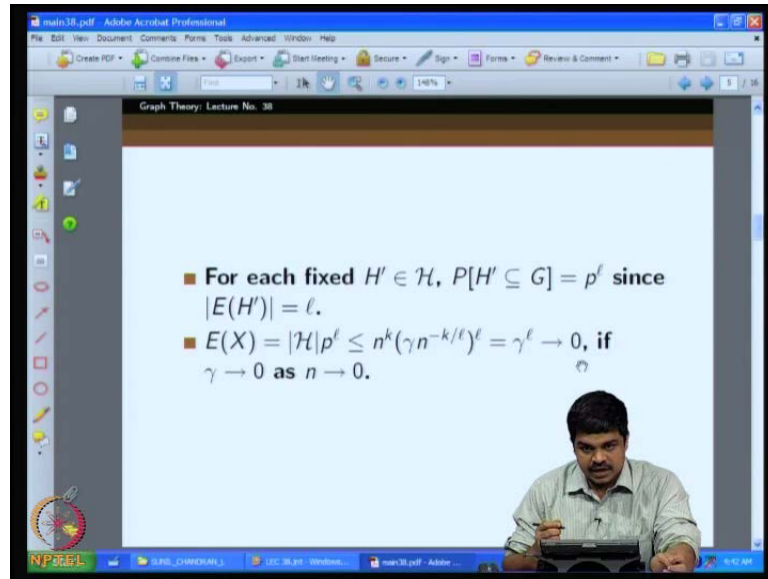 main38.pdf - Adobe Acrobat Professional
File Edit View Document Comments Forms Tools Advanced Window Help
Create PDF Combine Files Export Start Meeting Secure Sign Forms Review & Comment
146% 5 / 16
Graph Theory: Lecture No. 38
■ For each fixed H′ ∈ ℋ, P[H′ ⊆ G] = p^ℓ since
|E(H′)| = ℓ.
■ E(X) = |ℋ|p^ℓ ≤ n^k(γn^{-k/ℓ})^ℓ = γ^ℓ → 0, if
γ → 0 as n → 0.
NPTEL SUNIL_CHANDRAN_L LEC 38.jnt - Windows... main38.pdf - Adobe ... 6:42 AM